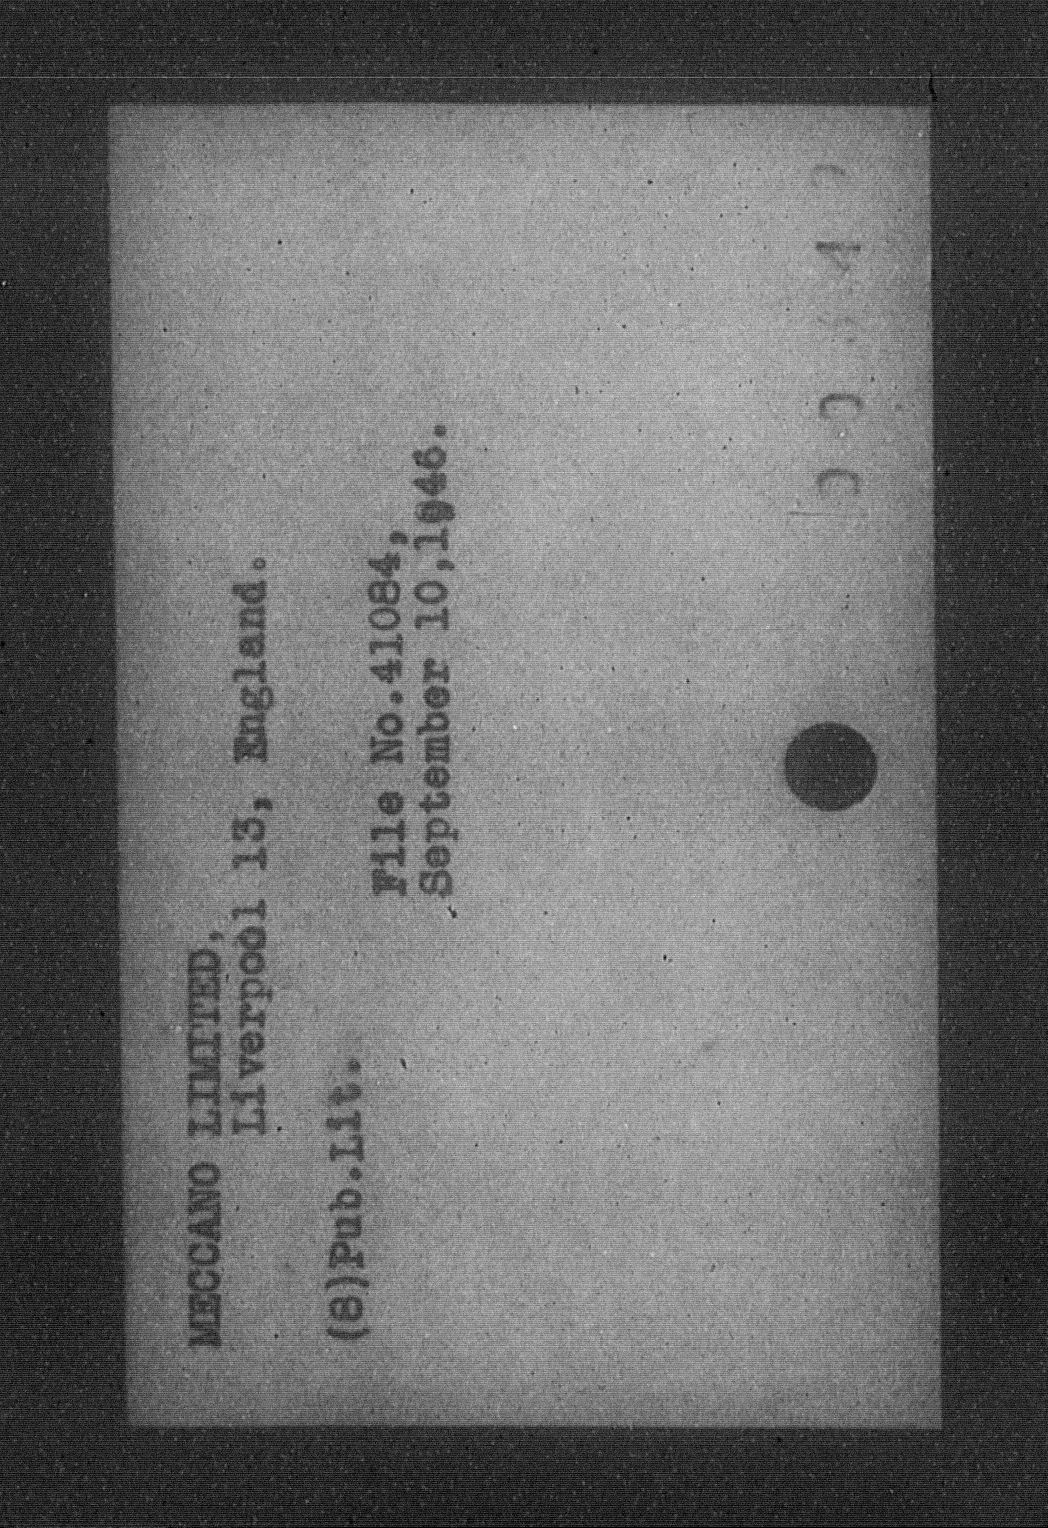 MECCANO LIMITED,
Liverpool 13, England.
(8)Pub.Lit.
File No.41084,
September 10,1946.